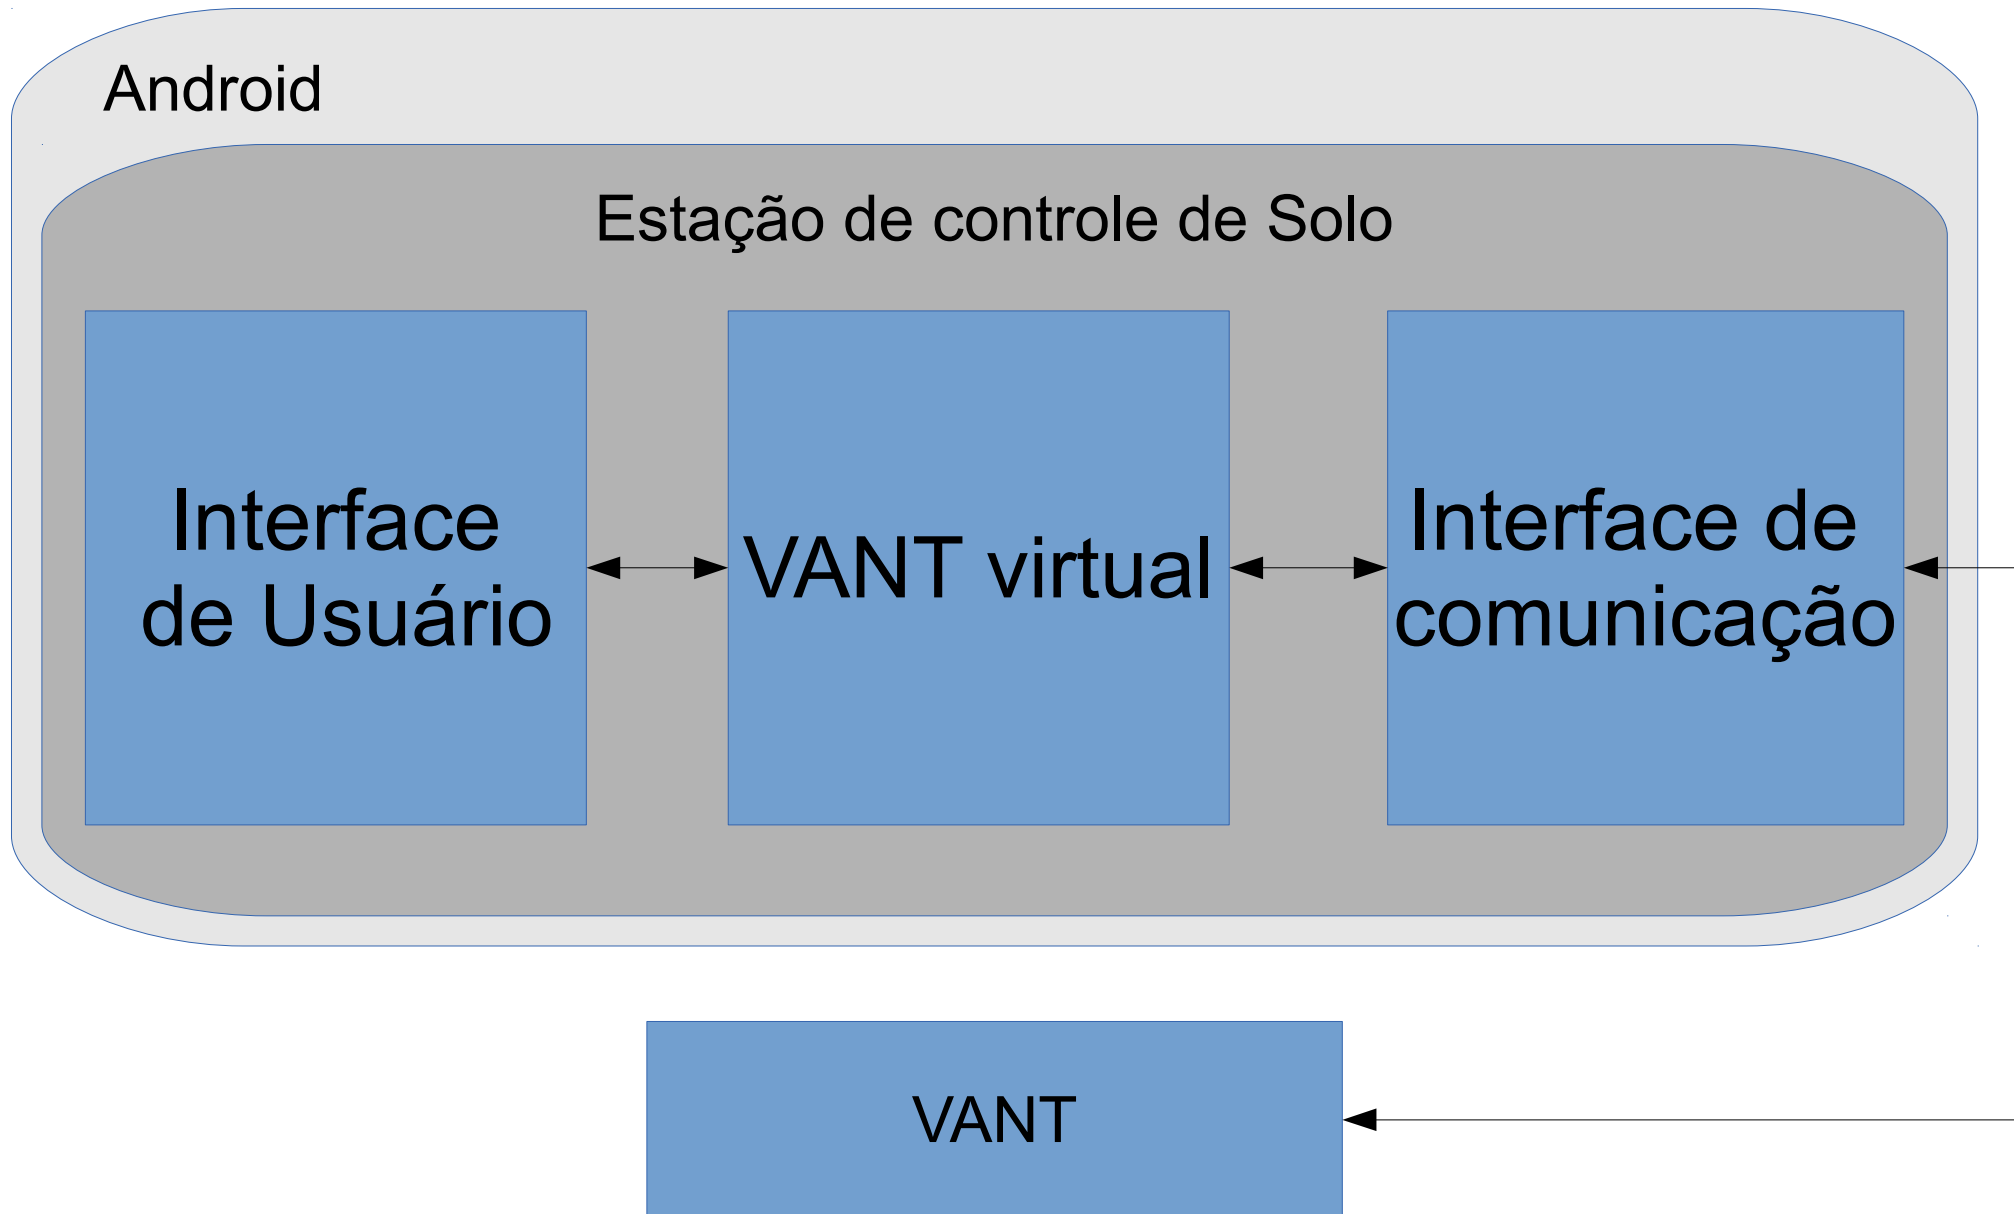 Android
Estação de controle de Solo
Interface
de Usuário
VANT virtual
Interface de
comunicação
VANT